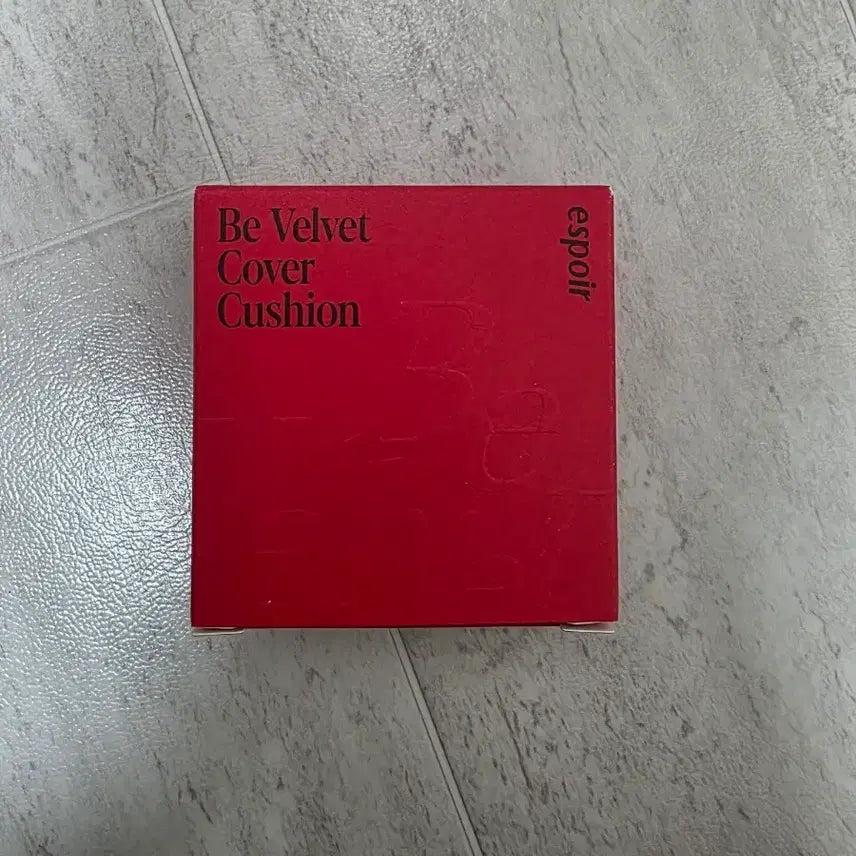 Be Velvet
Cover
Cushion
espoir